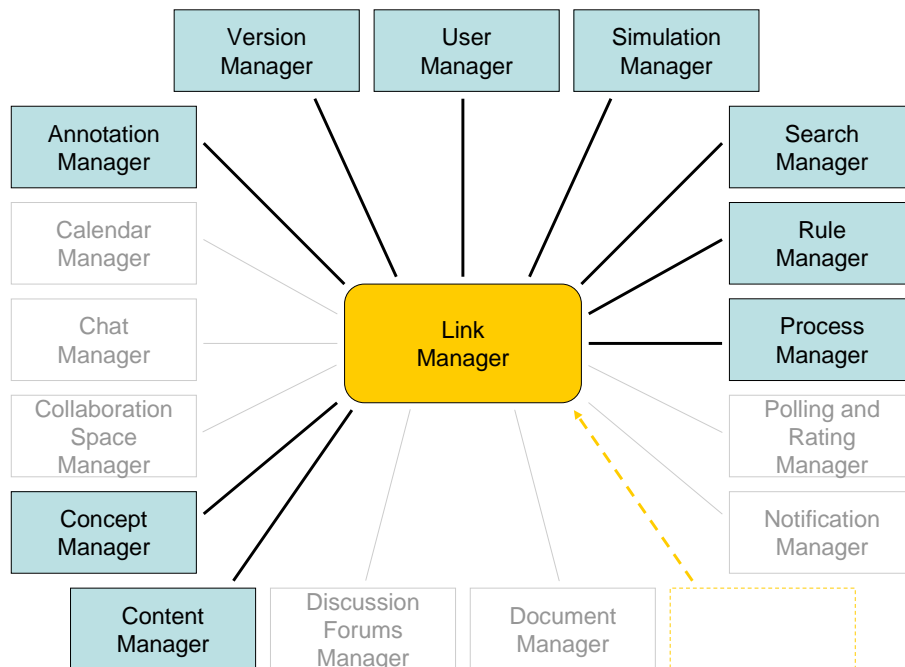 Version
Manager
User
Manager
Simulation
Manager
Annotation
Manager
Search
Manager
Calendar
Manager
Rule
Manager
Chat
Manager
Link
Manager
Process
Manager
Collaboration
Space
Manager
Polling and
Rating
Manager
Concept
Manager
Notification
Manager
Content
Manager
Discussion
Forums
Manager
Document
Manager